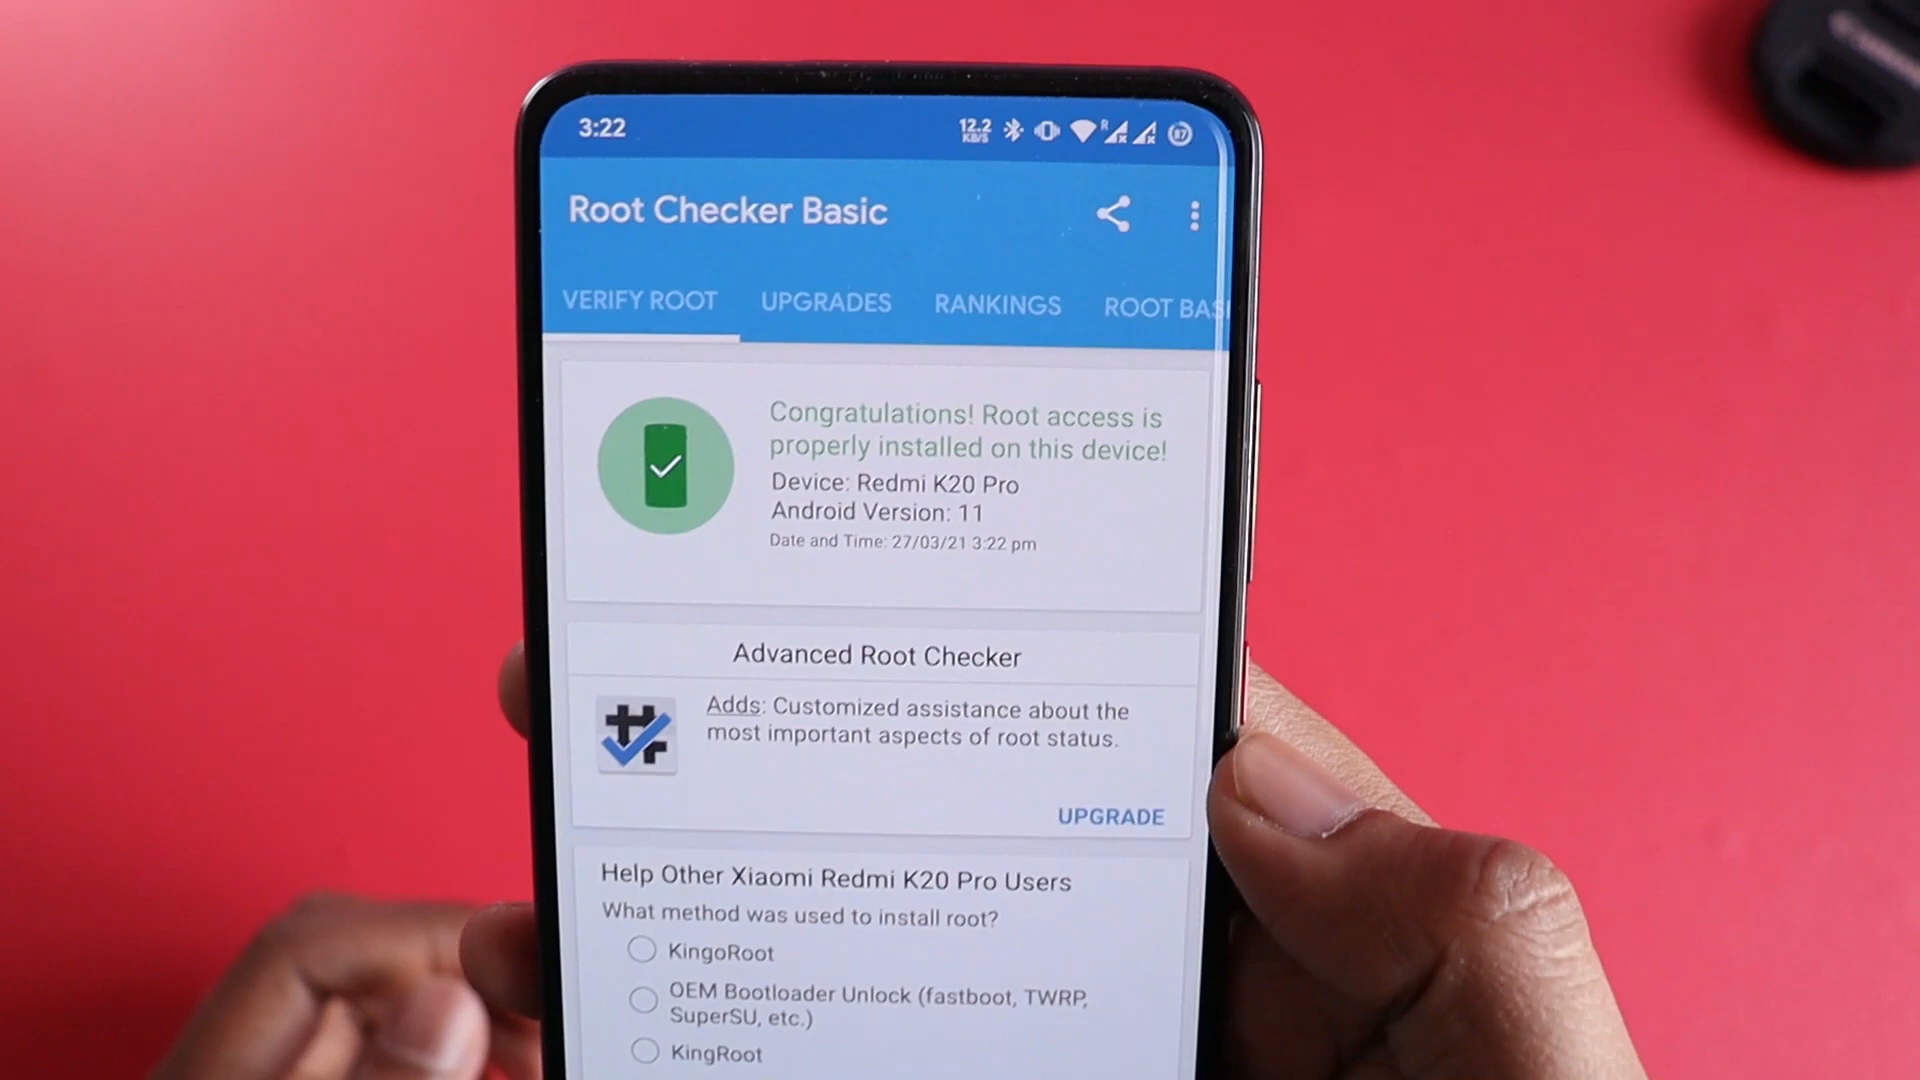 3:22
12.2
KB/S
R
87
Root Checker Basic
VERIFY ROOT
UPGRADES
RANKINGS
ROOT BAS
Congratulations! Root access is
properly installed on this device!
Device: Redmi K20 Pro
Android Version: 11
Date and Time: 27/03/21 3:22 pm
Advanced Root Checker
Adds: Customized assistance about the
most important aspects of root status.
UPGRADE
Help Other Xiaomi Redmi K20 Pro Users
What method was used to install root?
KingoRoot
OEM Bootloader Unlock (fastboot, TWRP,
SuperSU, etc.)
KingRoot